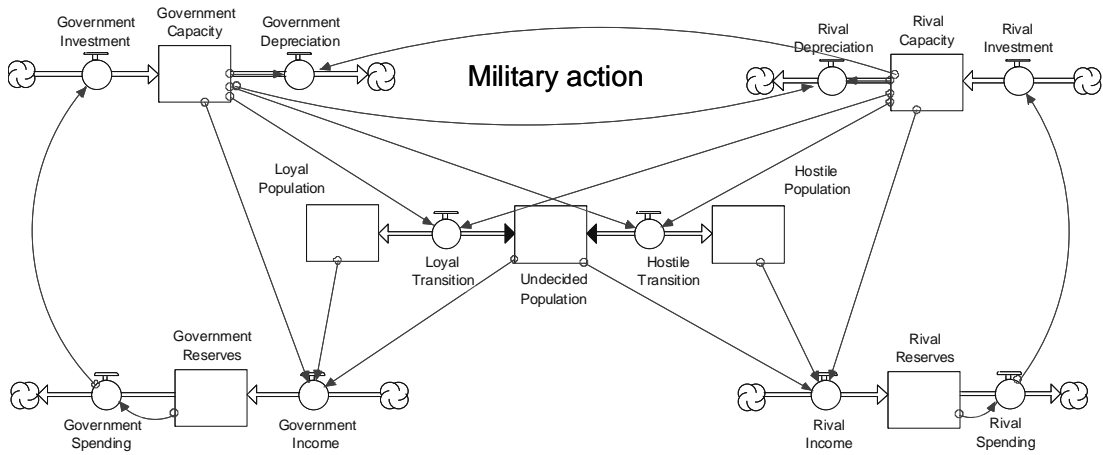 Government
Investment
Government
Capacity
Government
Depreciation
Military action
Rival
Depreciation
Rival
Capacity
Rival
Investment
Loyal
Population
Hostile
Population
Loyal
Transition
Undecided
Population
Hostile
Transition
Government
Reserves
Rival
Reserves
Government
Spending
Government
Income
Rival
Income
Rival
Spending